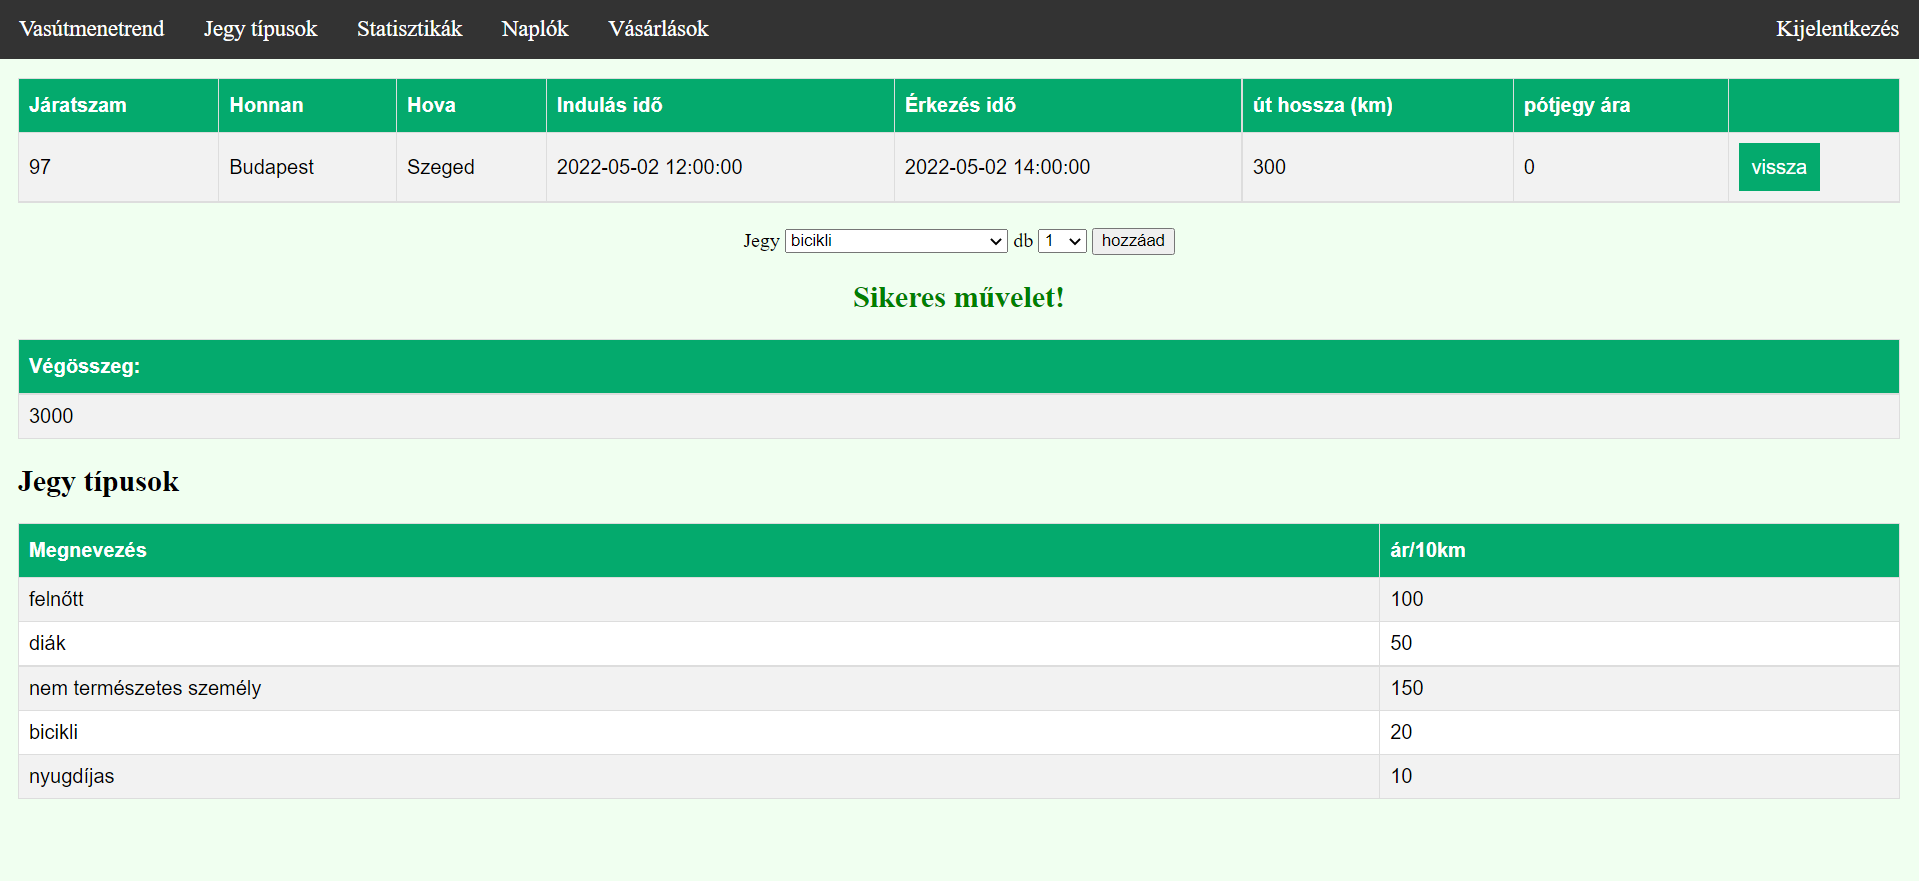 Vasútmenetrend Jegy típusok Statisztikák Naplók Vásárlások Kijelentkezés
Járatszam Honnan Hova Indulás idő Érkezés idő út hossza (km) pótjegy ára
97 Budapest Szeged 2022-05-02 12:00:00 2022-05-02 14:00:00 300 0 vissza
Jegy bicikli db 1 hozzáad
Sikeres művelet!
Végösszeg:
3000
Jegy típusok
Megnevezés ár/10km
felnőtt 100
diák 50
nem természetes személy 150
bicikli 20
nyugdíjas 10